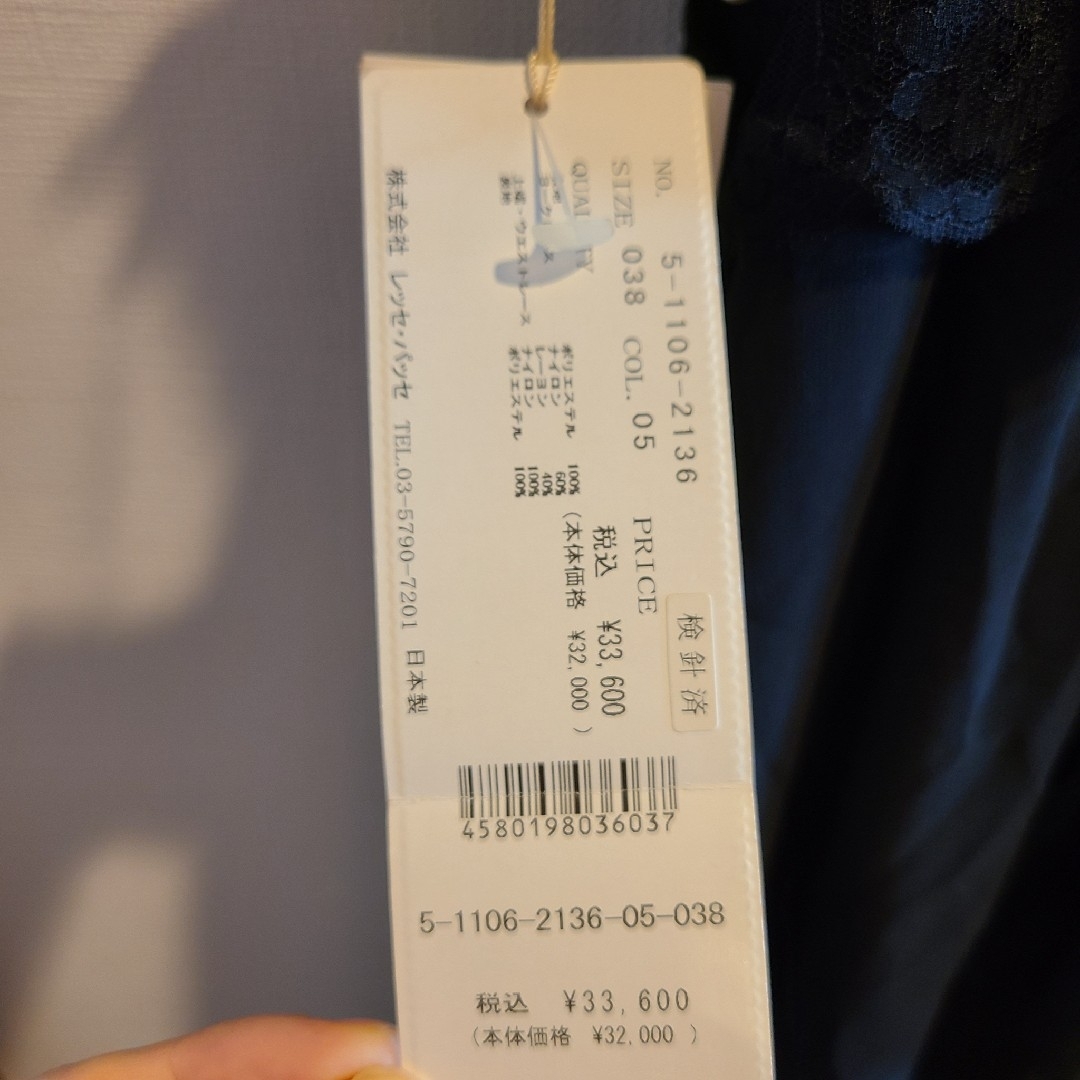 NO. 5-1106-2136
SIZE 038 COL. 05
PRICE
検針済
税込 ¥33,600
(本体価格 ¥32,000 )
ポリエステル 100%
ナイロン 60%
レーヨン 40%
ナイロン 100%
ポリエステル 100%
株式会社 レッセ・パッセ TEL.03-5790-7201 日本製
4580198036037
5-1106-2136-05-038
税込 ¥33,600
(本体価格 ¥32,000 )